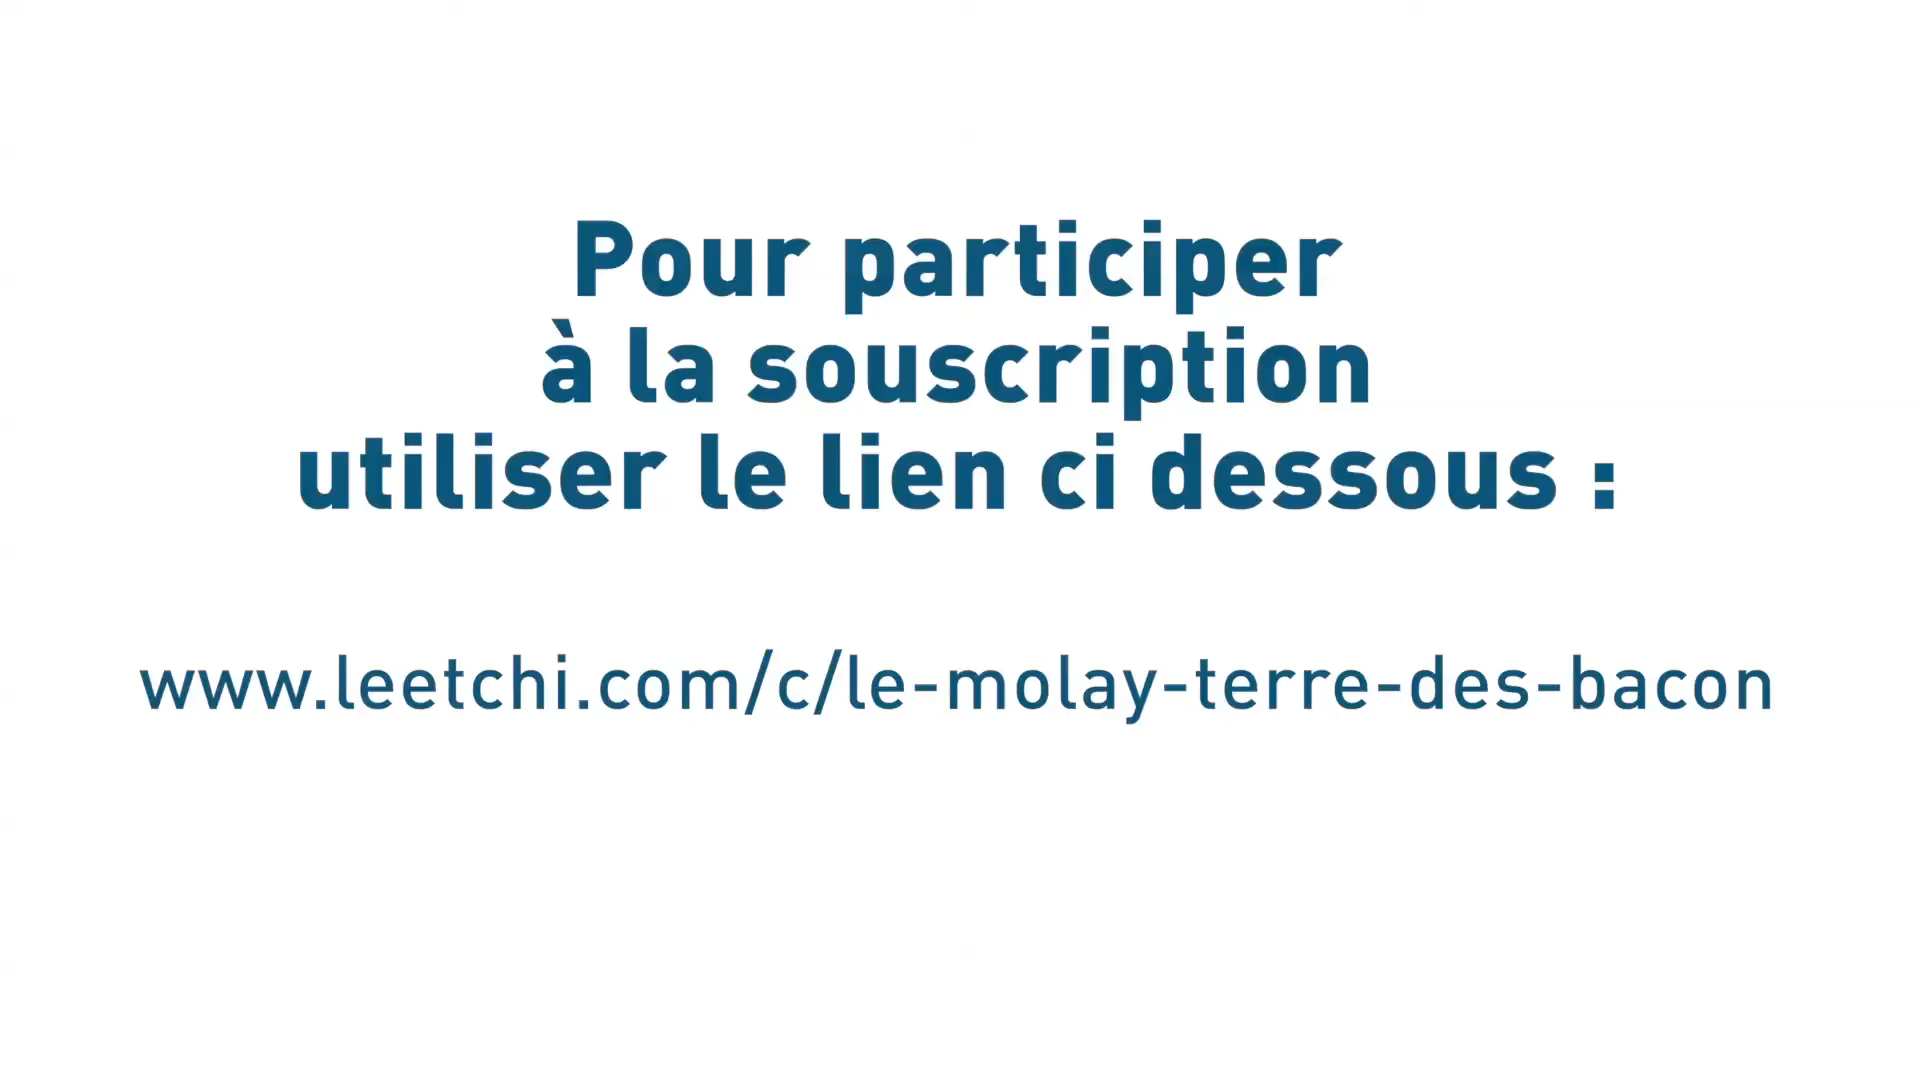 Pour participer
à la souscription
utiliser le lien ci dessous :
www.leetchi.com/c/le-molay-terre-des-bacon